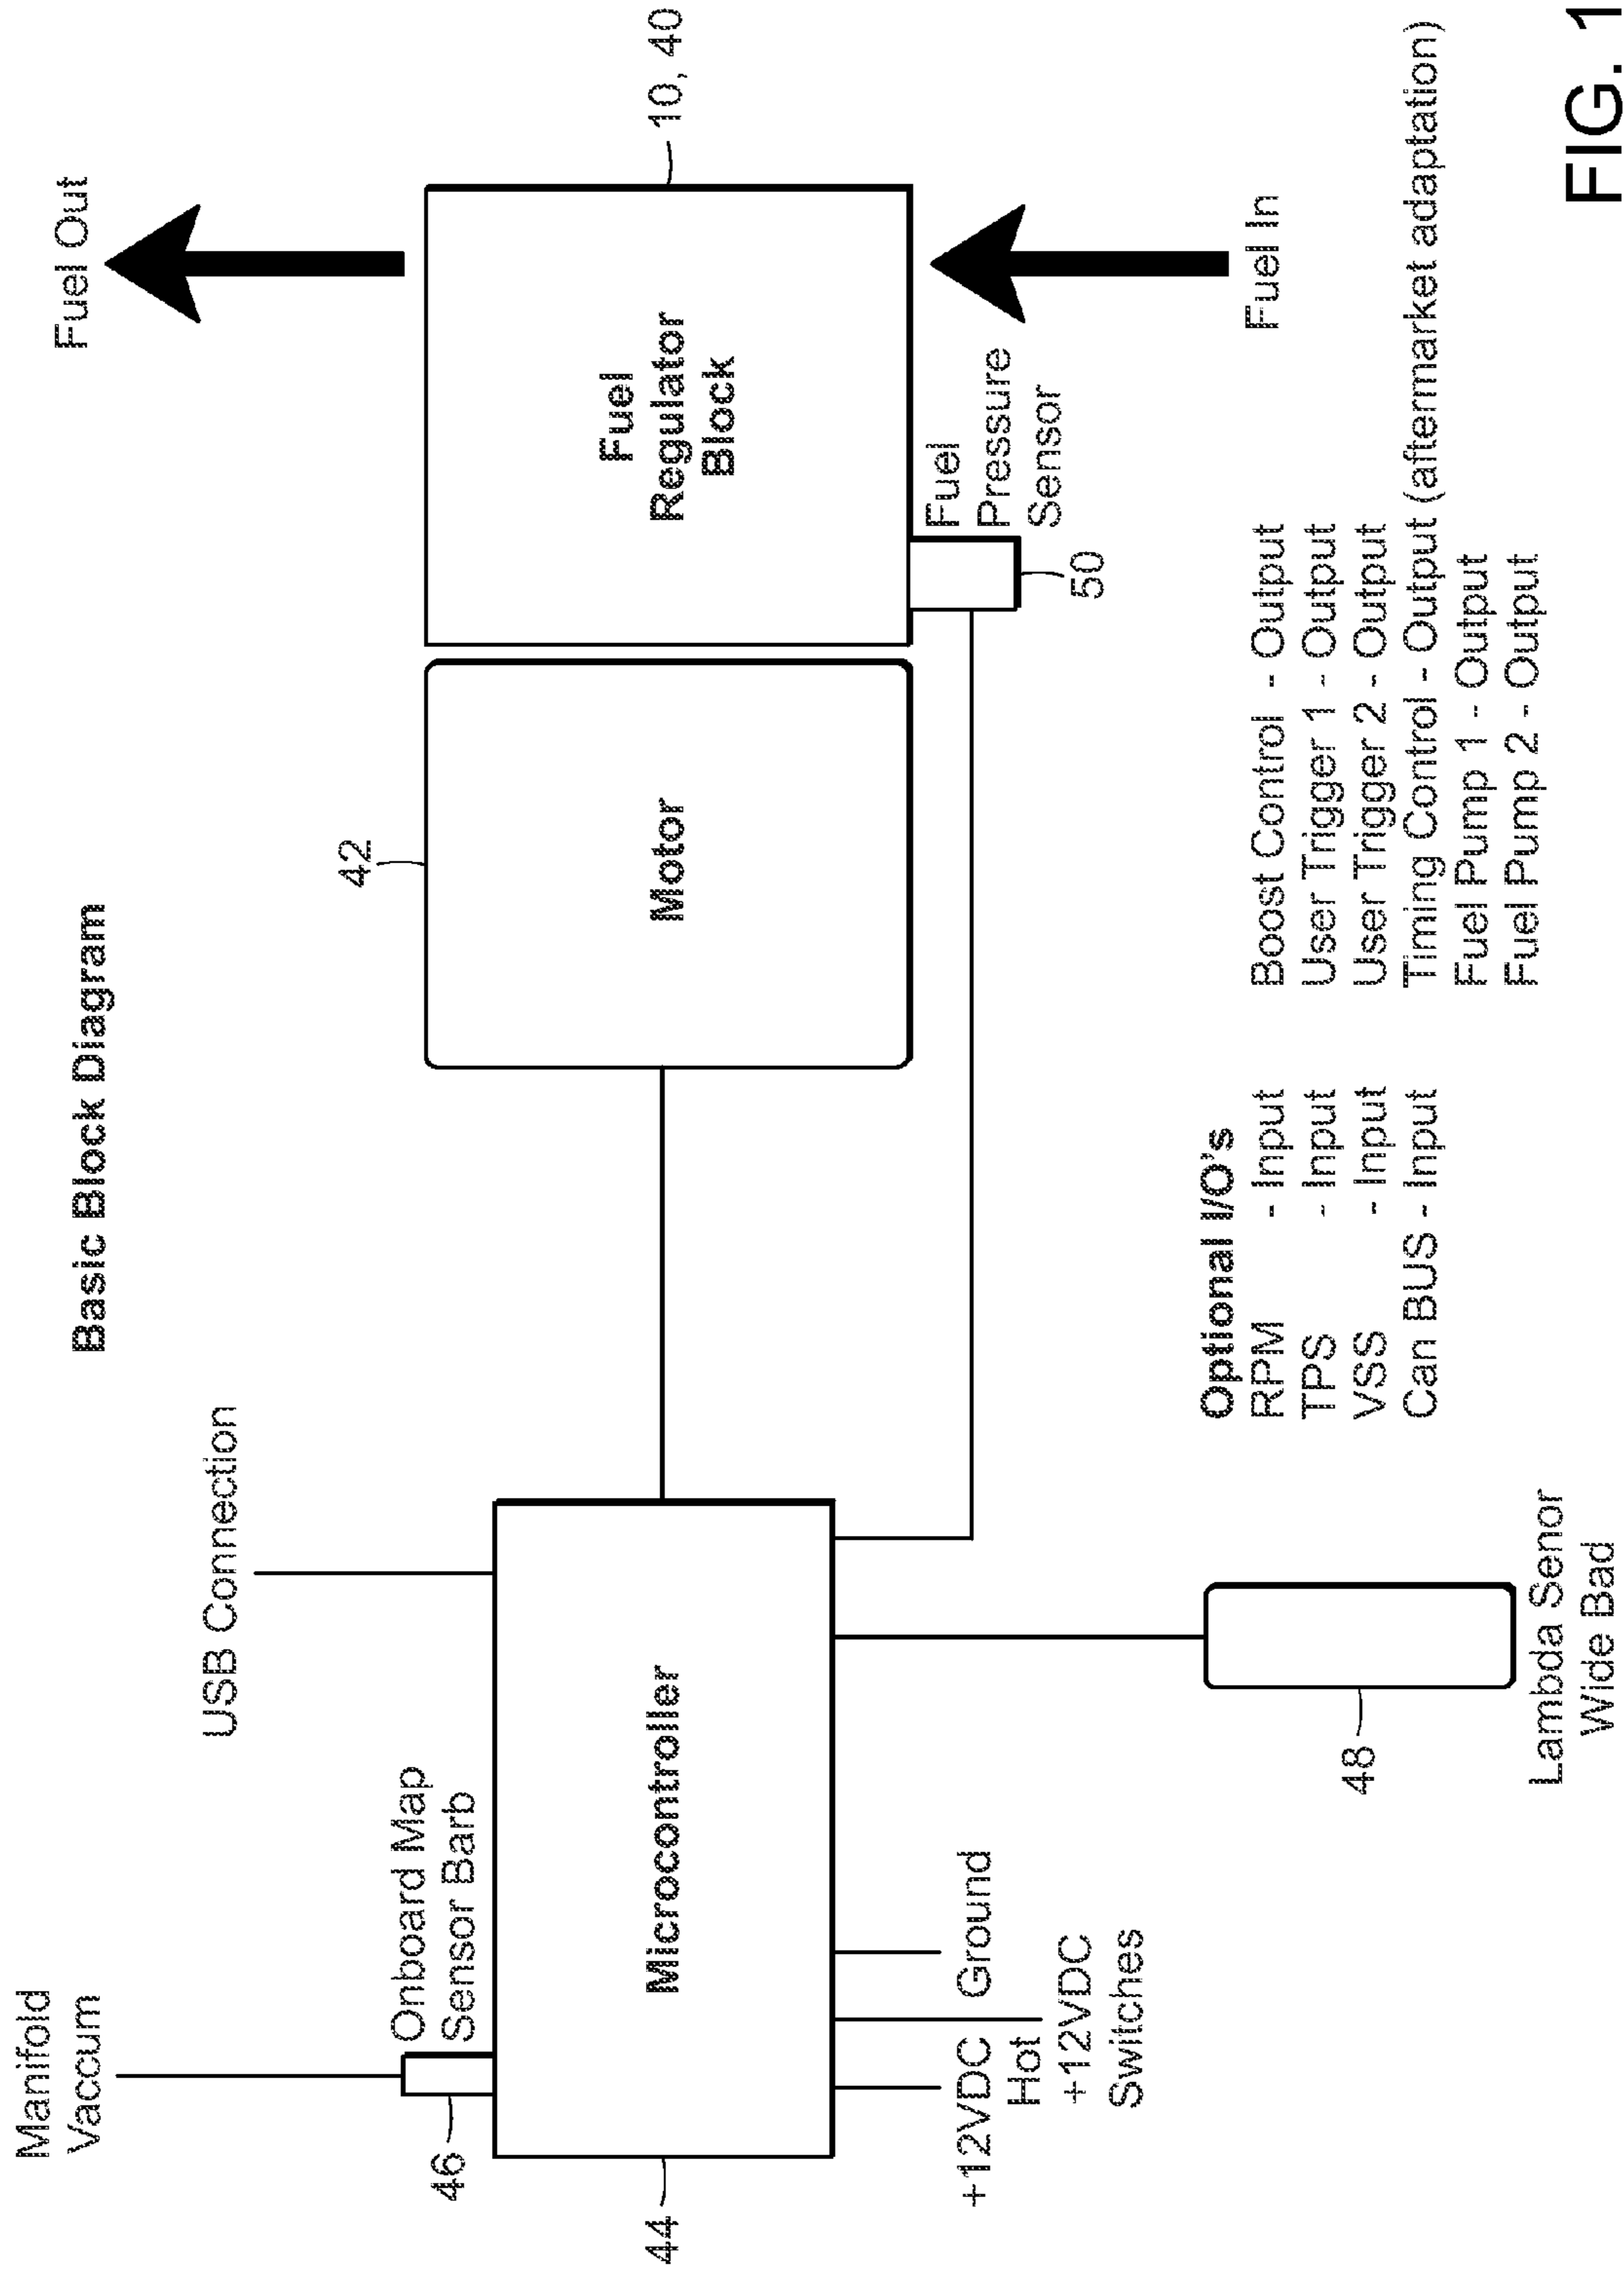 Basic Block Diagram
Manifold
Vaccum
USB Connection
Onboard Map
Sensor Barb
46
44
Microcontroller
42
Motor
Fuel
Regulator
Block
Fuel Out
10, 40
Fuel In
Fuel
Pressure
Sensor
50
+12VDC
Hot
Ground
+12VDC
Switches
48
Lambda Senor
Wide Bad
Optional I/O's
RPM - Input
TPS - Input
VSS - Input
Can BUS - Input
Boost Control - Output
User Trigger 1 - Output
User Trigger 2 - Output
Timing Control - Output (aftermarket adaptation)
Fuel Pump 1 - Output
Fuel Pump 2 - Output
FIG. 1